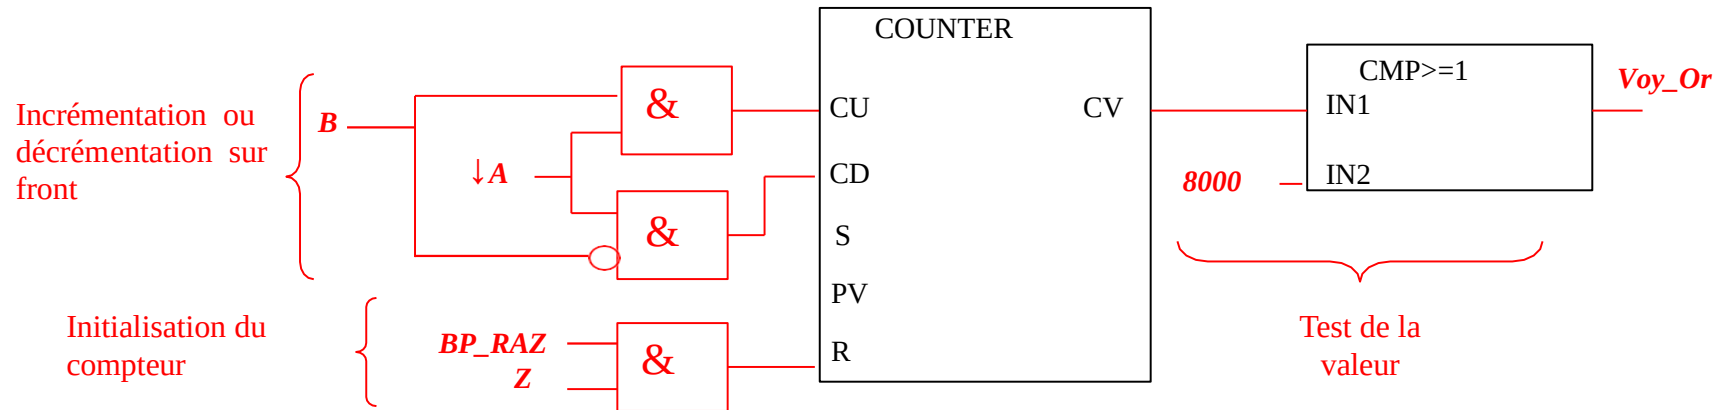 COUNTER
CMP>=1
Voy_Or
Incrémentation ou
décrémentation sur
front
B
&
CU
CV
IN1
↓A
CD
8000
IN2
&
S
PV
Initialisation du
compteur
BP_RAZ
Z
&
R
Test de la
valeur